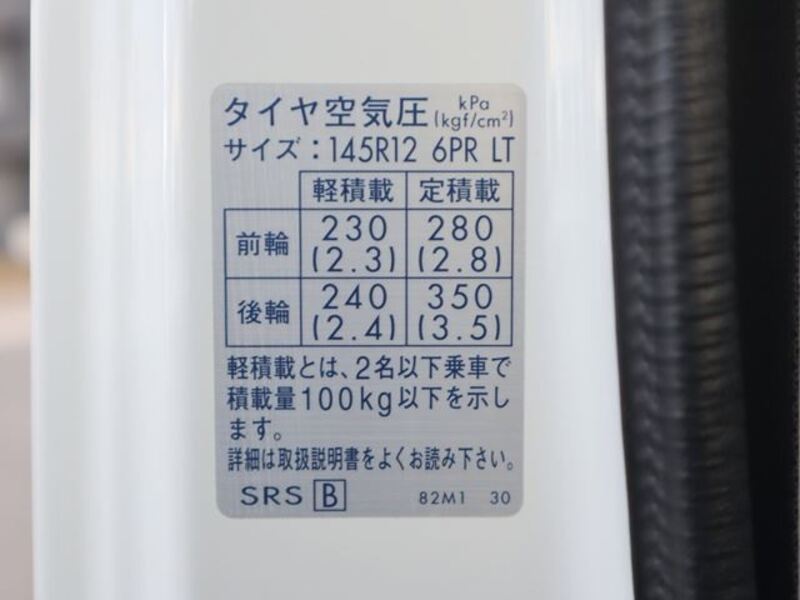 タイヤ空気圧 kPa (kgf/cm²)
サイズ：145R12 6PR LT
軽積載 定積載
前輪 230 (2.3) 280 (2.8)
後輪 240 (2.4) 350 (3.5)
軽積載とは、2名以下乗車で
積載量100kg以下を示し
ます。
詳細は取扱説明書をよくお読み下さい。
SRS B 82M1 30